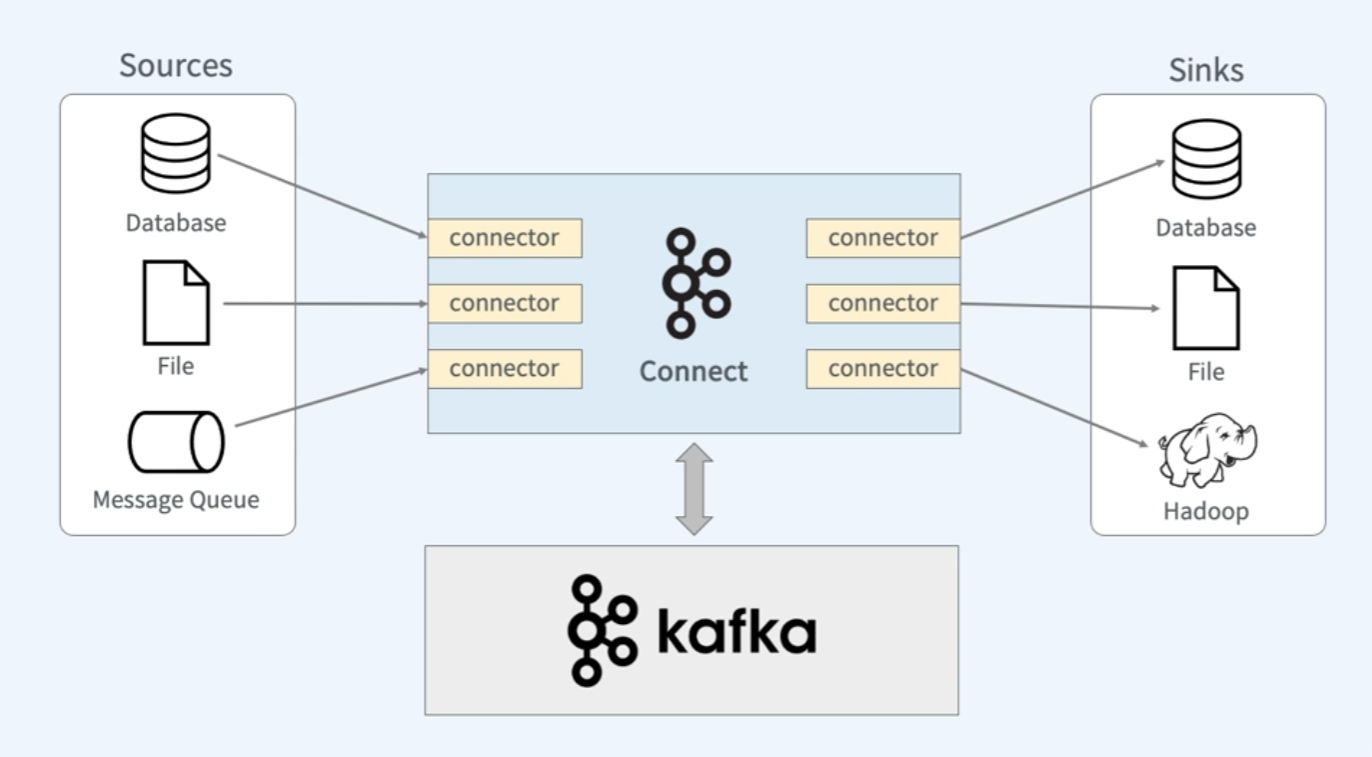 Sources
Database
File
Message Queue
connector
connector
connector
Connect
connector
connector
connector
kafka
Sinks
Database
File
Hadoop